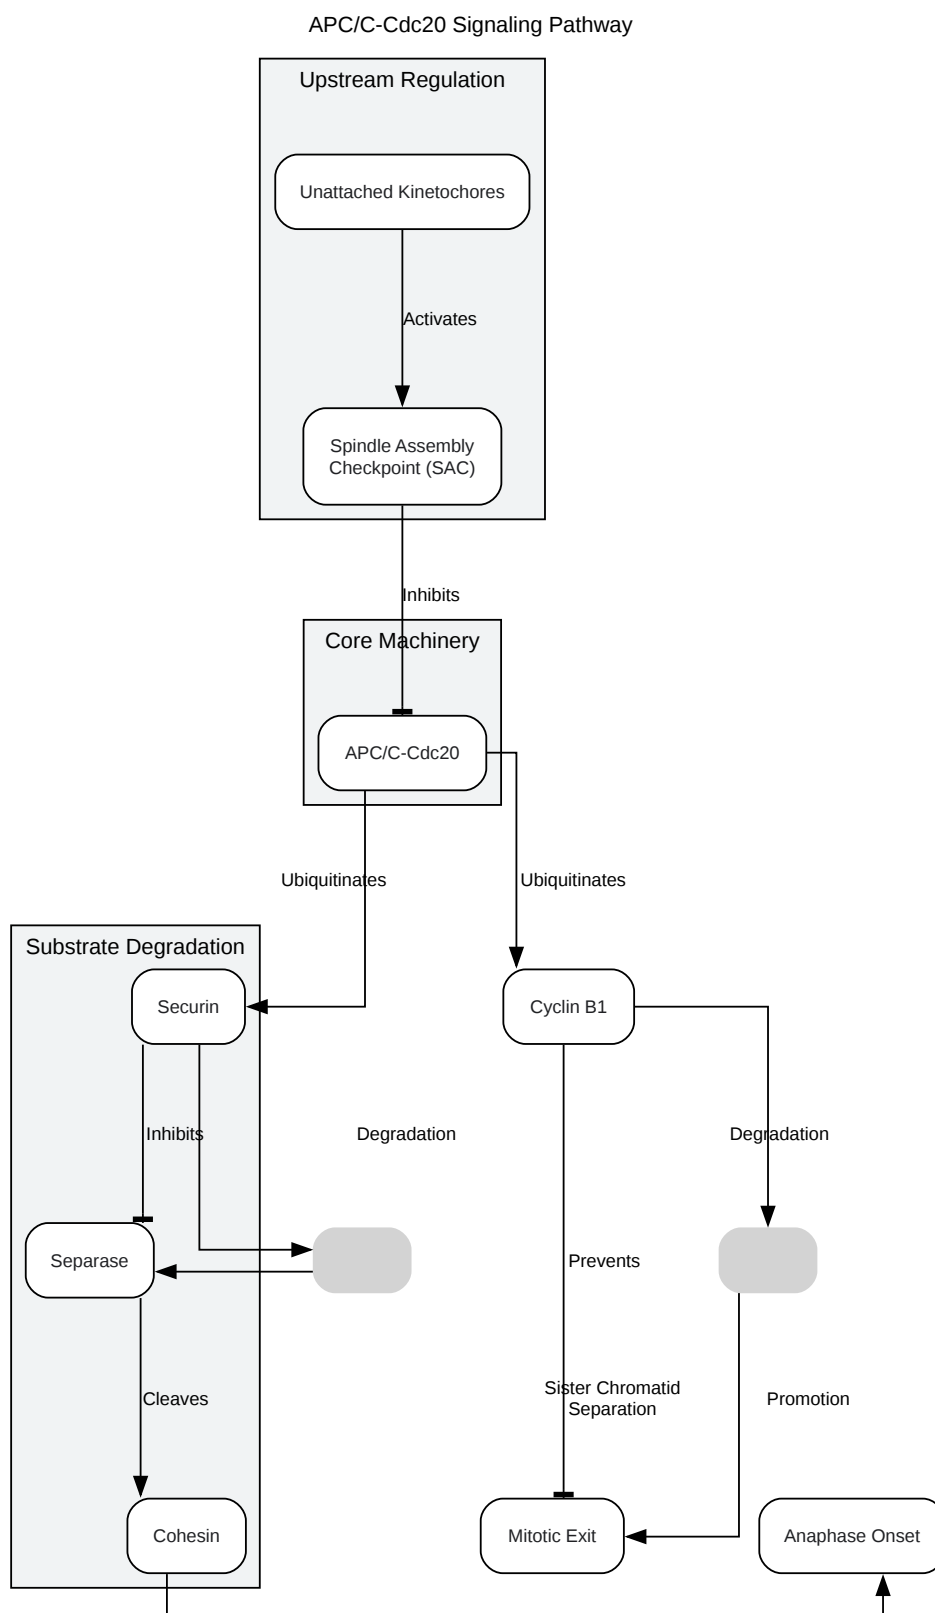 APC/C-Cdc20 Signaling Pathway
Upstream Regulation
Unattached Kinetochores
Activates
Spindle Assembly
Checkpoint (SAC)
Inhibits
Core Machinery
APC/C-Cdc20
Ubiquitinates
Ubiquitinates
Substrate Degradation
Securin
Cyclin B1
Inhibits
Degradation
Degradation
Separase
Prevents
Cleaves
Sister Chromatid
Separation
Promotion
Cohesin
Mitotic Exit
Anaphase Onset